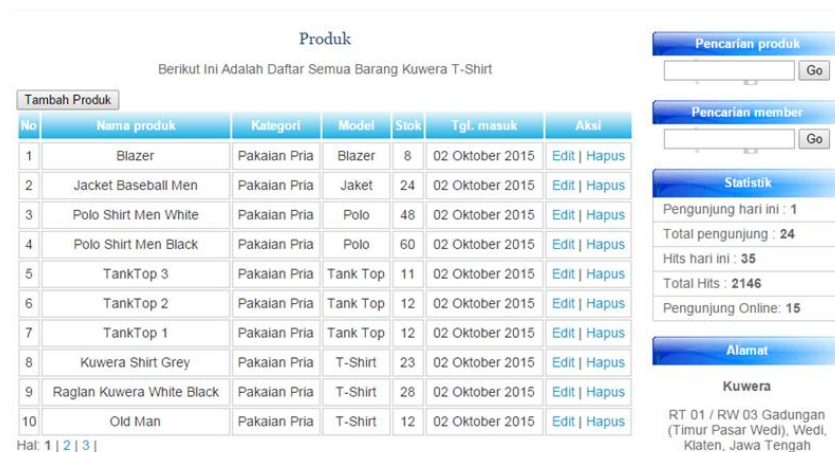 Produk
Berikut Ini Adalah Daftar Semua Barang Kuwera T-Shirt
Tambah Produk
No Nama produk Kategori Model Stok Tgl. masuk Aksi
1 Blazer Pakaian Pria Blazer 8 02 Oktober 2015 Edit | Hapus
2 Jacket Baseball Men Pakaian Pria Jaket 24 02 Oktober 2015 Edit | Hapus
3 Polo Shirt Men White Pakaian Pria Polo 48 02 Oktober 2015 Edit | Hapus
4 Polo Shirt Men Black Pakaian Pria Polo 60 02 Oktober 2015 Edit | Hapus
5 TankTop 3 Pakaian Pria Tank Top 11 02 Oktober 2015 Edit | Hapus
6 TankTop 2 Pakaian Pria Tank Top 12 02 Oktober 2015 Edit | Hapus
7 TankTop 1 Pakaian Pria Tank Top 12 02 Oktober 2015 Edit | Hapus
8 Kuwera Shirt Grey Pakaian Pria T-Shirt 23 02 Oktober 2015 Edit | Hapus
9 Raglan Kuwera White Black Pakaian Pria T-Shirt 28 02 Oktober 2015 Edit | Hapus
10 Old Man Pakaian Pria T-Shirt 12 02 Oktober 2015 Edit | Hapus
Hal: 1 | 2 | 3 |
Pencarian produk
Go
Pencarian member
Go
Statistik
Pengunjung hari ini : 1
Total pengunjung : 24
Hits hari ini : 35
Total Hits : 2146
Pengunjung Online: 15
Alamat
Kuwera
RT 01 / RW 03 Gadungan
(Timur Pasar Wedi), Wedi,
Klaten, Jawa Tengah